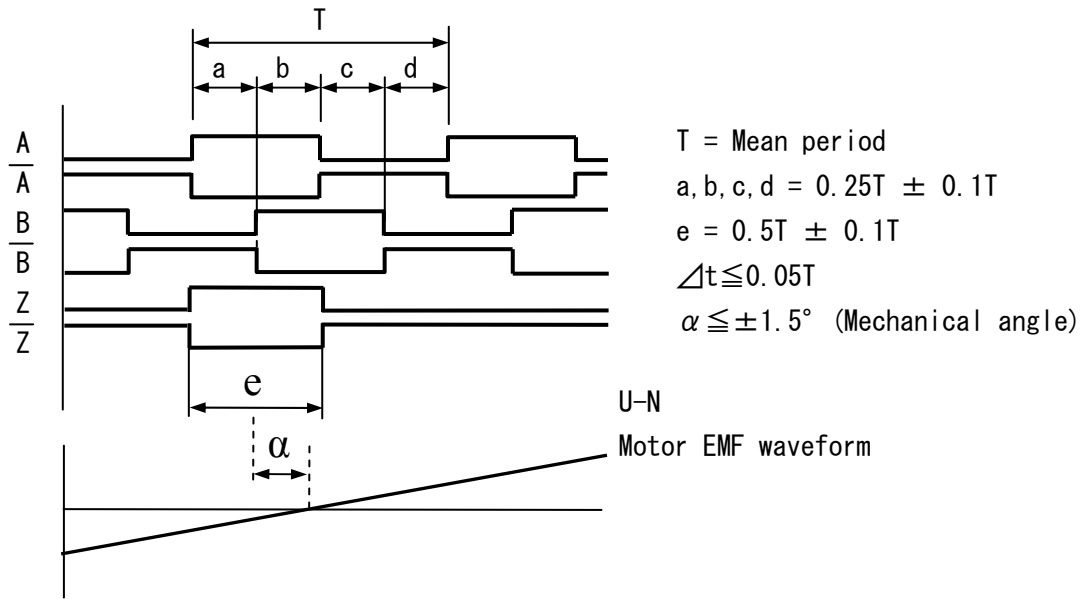 T
a b c d
A
A̅
B
B̅
Z
Z̅
e
α
T = Mean period
a,b,c,d = 0.25T ± 0.1T
e = 0.5T ± 0.1T
⊿t≦0.05T
α≦±1.5° (Mechanical angle)
U-N
Motor EMF waveform